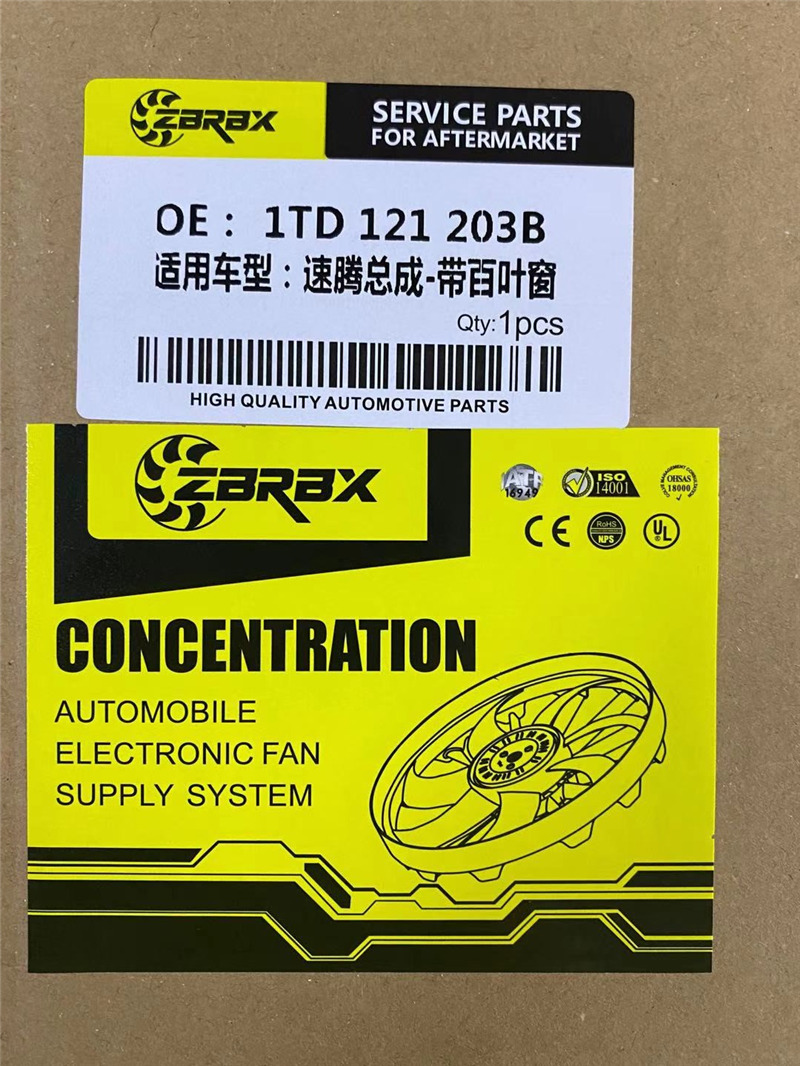 ZBRBX
SERVICE PARTS
FOR AFTERMARKET
OE： 1TD 121 203B
适用车型：速腾总成-带百叶窗
Qty:1pcs
HIGH QUALITY AUTOMOTIVE PARTS
ZBRBX
IATF
16949
ISO
14001
OHSAS
18000
CE
RoHS
NPS
UL
CONCENTRATION
AUTOMOBILE
ELECTRONIC FAN
SUPPLY SYSTEM